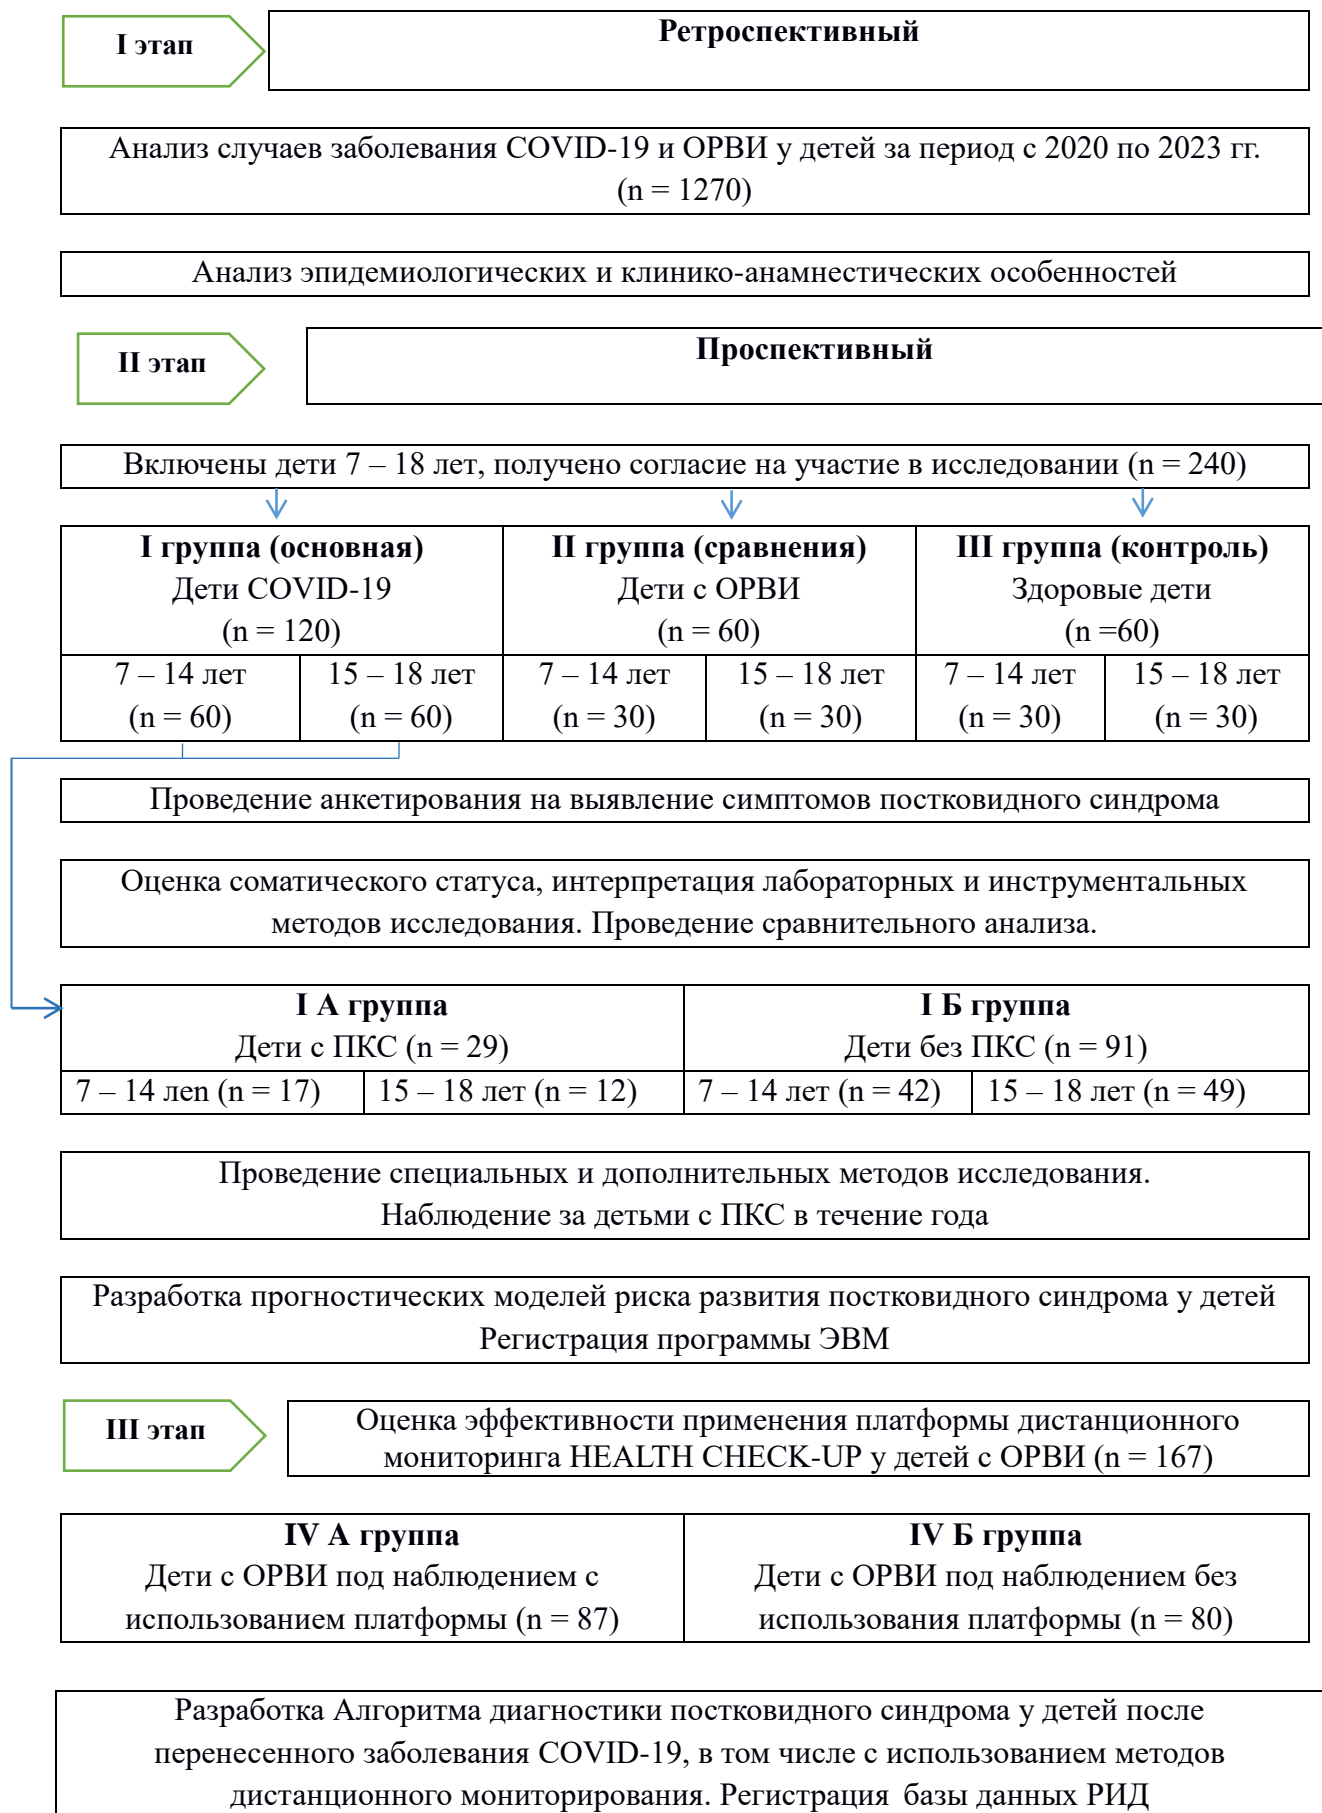 I этап
Ретроспективный
Анализ случаев заболевания COVID-19 и ОРВИ у детей за период с 2020 по 2023 гг.
(n = 1270)
Анализ эпидемиологических и клинико-анамнестических особенностей
II этап
Проспективный
Включены дети 7 – 18 лет, получено согласие на участие в исследовании (n = 240)
I группа (основная)
Дети COVID-19
(n = 120)
II группа (сравнения)
Дети с ОРВИ
(n = 60)
III группа (контроль)
Здоровые дети
(n =60)
7 – 14 лет
(n = 60)
15 – 18 лет
(n = 60)
7 – 14 лет
(n = 30)
15 – 18 лет
(n = 30)
7 – 14 лет
(n = 30)
15 – 18 лет
(n = 30)
Проведение анкетирования на выявление симптомов постковидного синдрома
Оценка соматического статуса, интерпретация лабораторных и инструментальных
методов исследования. Проведение сравнительного анализа.
I А группа
Дети с ПКС (n = 29)
I Б группа
Дети без ПКС (n = 91)
7 – 14 леn (n = 17)
15 – 18 лет (n = 12)
7 – 14 лет (n = 42)
15 – 18 лет (n = 49)
Проведение специальных и дополнительных методов исследования.
Наблюдение за детьми с ПКС в течение года
Разработка прогностических моделей риска развития постковидного синдрома у детей
Регистрация программы ЭВМ
III этап
Оценка эффективности применения платформы дистанционного
мониторинга HEALTH CHECK-UP у детей с ОРВИ (n = 167)
IV А группа
Дети с ОРВИ под наблюдением с
использованием платформы (n = 87)
IV Б группа
Дети с ОРВИ под наблюдением без
использования платформы (n = 80)
Разработка Алгоритма диагностики постковидного синдрома у детей после
перенесенного заболевания COVID-19, в том числе с использованием методов
дистанционного мониторирования. Регистрация базы данных РИД